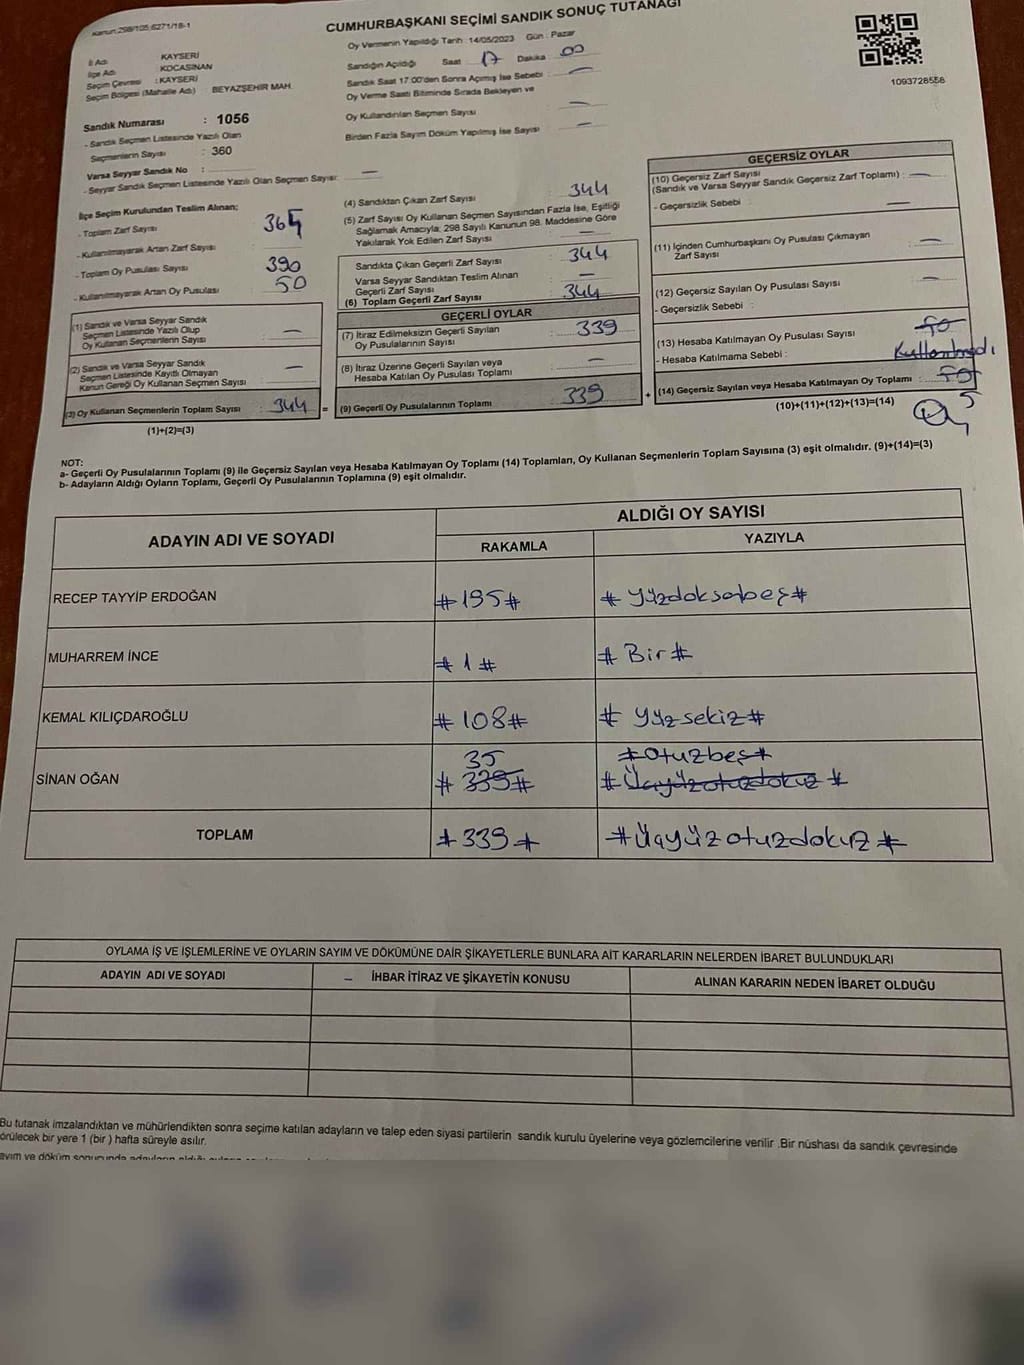 Kanun:298/105;6271/18-1
CUMHURBAŞKANI SEÇİMİ SANDIK SONUÇ TUTANAĞI
İl Adı KAYSERİ
İlçe Adı KOCASİNAN
Seçim Çevresi : KAYSERİ
Seçim Bölgesi (Mahalle Adı) BEYAZŞEHİR MAH.
Oy Vermenin Yapıldığı Tarih : 14/05/2023 Gün : Pazar
Sandığın Açıldığı Saat 17 Dakika 00
Sandık Saat 17:00'den Sonra Açılmış İse Sebebi : —
Oy Verme Saati Bitiminde Sırada Bekleyen ve
Oy Kullandırılan Seçmen Sayısı : —
Birden Fazla Sayım Döküm Yapılmış İse Sayısı : —
1093728558
Sandık Numarası : 1056
- Sandık Seçmen Listesinde Yazılı Olan
Seçmenlerin Sayısı : 360
Varsa Seyyar Sandık No :
- Seyyar Sandık Seçmen Listesinde Yazılı Olan Seçmen Sayısı: —
İlçe Seçim Kurulundan Teslim Alınan;
- Toplam Zarf Sayısı : 365
- Kullanılmayarak Artan Zarf Sayısı :
- Toplam Oy Pusulası Sayısı : 390
- Kullanılmayarak Artan Oy Pusulası : 50
(1) Sandık ve Varsa Seyyar Sandık
Seçmen Listesinde Yazılı Olup
Oy Kullanan Seçmenlerin Sayısı : —
(2) Sandık ve Varsa Seyyar Sandık
Seçmen Listesinde Kayıtlı Olmayan
Kanun Gereği Oy Kullanan Seçmen Sayısı : —
(3) Oy Kullanan Seçmenlerin Toplam Sayısı : 344 =
(1)+(2)=(3)
(4) Sandıktan Çıkan Zarf Sayısı : 344
(5) Zarf Sayısı Oy Kullanan Seçmen Sayısından Fazla İse, Eşitliği
Sağlamak Amacıyla; 298 Sayılı Kanunun 98. Maddesine Göre
Yakılarak Yok Edilen Zarf Sayısı : —
Sandıkta Çıkan Geçerli Zarf Sayısı : 344
Varsa Seyyar Sandıktan Teslim Alınan
Geçerli Zarf Sayısı : —
(6) Toplam Geçerli Zarf Sayısı : 344
GEÇERLİ OYLAR
(7) İtiraz Edilmeksizin Geçerli Sayılan
Oy Pusulalarının Sayısı : 339
(8) İtiraz Üzerine Geçerli Sayılan veya
Hesaba Katılan Oy Pusulası Toplamı : —
(9) Geçerli Oy Pusulalarının Toplamı : 339 +
GEÇERSİZ OYLAR
(10) Geçersiz Zarf Sayısı
(Sandık ve Varsa Seyyar Sandık Geçersiz Zarf Toplamı) : —
- Geçersizlik Sebebi : —
(11) İçinden Cumhurbaşkanı Oy Pusulası Çıkmayan
Zarf Sayısı : —
(12) Geçersiz Sayılan Oy Pusulası Sayısı : —
- Geçersizlik Sebebi :
(13) Hesaba Katılmayan Oy Pusulası Sayısı :
- Hesaba Katılmama Sebebi : Kullanılmadı
(14) Geçersiz Sayılan veya Hesaba Katılmayan Oy Toplamı : 5
(10)+(11)+(12)+(13)=(14)
NOT:
a- Geçerli Oy Pusulalarının Toplamı (9) ile Geçersiz Sayılan veya Hesaba Katılmayan Oy Toplamı (14) Toplamları, Oy Kullanan Seçmenlerin Toplam Sayısına (3) eşit olmalıdır. (9)+(14)=(3)
b- Adayların Aldığı Oyların Toplamı, Geçerli Oy Pusulalarının Toplamına (9) eşit olmalıdır.
ADAYIN ADI VE SOYADI ALDIĞI OY SAYISI
RAKAMLA YAZIYLA
RECEP TAYYİP ERDOĞAN #195# #Yüzdoksabeş#
MUHARREM İNCE #1# #Bir#
KEMAL KILIÇDAROĞLU #108# #Yüzsekiz#
35 #Otuzbeş#
SİNAN OĞAN #339# #Üçyüzotuzdokuz#
TOPLAM #339# #Üçyüzotuzdokuz#
OYLAMA İŞ VE İŞLEMLERİNE VE OYLARIN SAYIM VE DÖKÜMÜNE DAİR ŞİKAYETLERLE BUNLARA AİT KARARLARIN NELERDEN İBARET BULUNDUKLARI
ADAYIN ADI VE SOYADI — İHBAR İTİRAZ VE ŞİKAYETİN KONUSU ALINAN KARARIN NEDEN İBARET OLDUĞU
Bu tutanak imzalandıktan ve mühürlendikten sonra seçime katılan adayların ve talep eden siyasi partilerin sandık kurulu üyelerine veya gözlemcilerine verilir .Bir nüshası da sandık çevresinde
örülecek bir yere 1 (bir ) hafta süreyle asılır.
ayım ve döküm sonucunda adayların aldığı